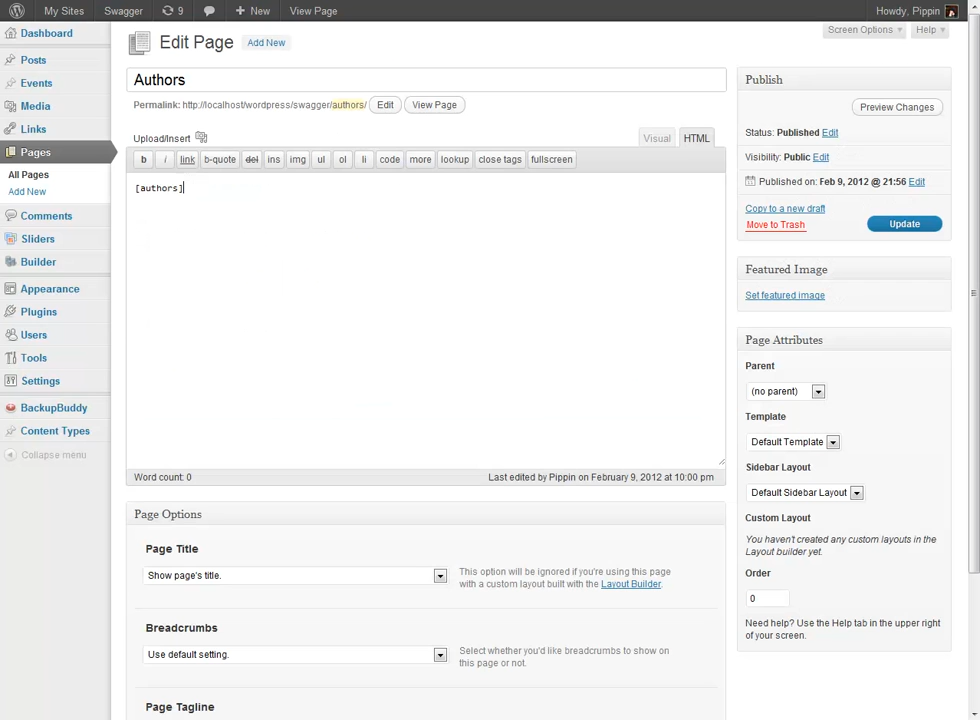 My Sites Swagger 9 New View Page Howdy, Pippin
Dashboard
Posts
Events
Media
Links
Pages
All Pages
Add New
Comments
Sliders
Builder
Appearance
Plugins
Users
Tools
Settings
BackupBuddy
Content Types
Collapse menu
Screen Options Help
Edit Page Add New
Authors
Permalink: http://localhost/wordpress/swagger/authors/ Edit View Page
Upload/Insert Visual HTML
b i link b-quote del ins img ul ol li code more lookup close tags fullscreen
[authors]
Word count: 0 Last edited by Pippin on February 9, 2012 at 10:00 pm
Page Options
Page Title
Show page's title.
This option will be ignored if you're using this page
with a custom layout built with the Layout Builder.
Breadcrumbs
Use default setting.
Select whether you'd like breadcrumbs to show on
this page or not.
Page Tagline
Publish
Preview Changes
Status: Published Edit
Visibility: Public Edit
Published on: Feb 9, 2012 @ 21:56 Edit
Copy to a new draft
Move to Trash Update
Featured Image
Set featured image
Page Attributes
Parent
(no parent)
Template
Default Template
Sidebar Layout
Default Sidebar Layout
Custom Layout
You haven't created any custom layouts in the
Layout builder yet.
Order
0
Need help? Use the Help tab in the upper right
of your screen.